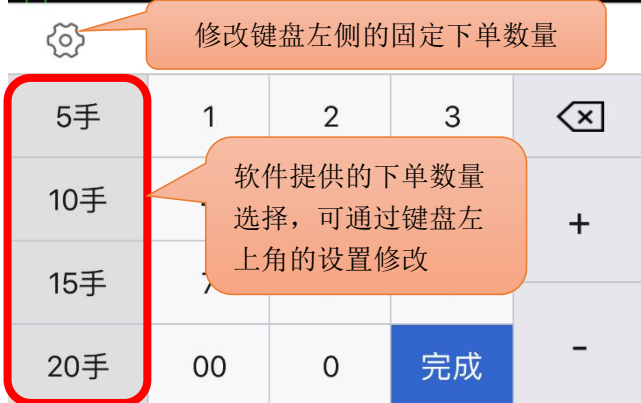 修改键盘左侧的固定下单数量
5手 1 2 3
软件提供的下单数量
10手
选择，可通过键盘左
+
上角的设置修改
15手
20手 00 0 完成 -